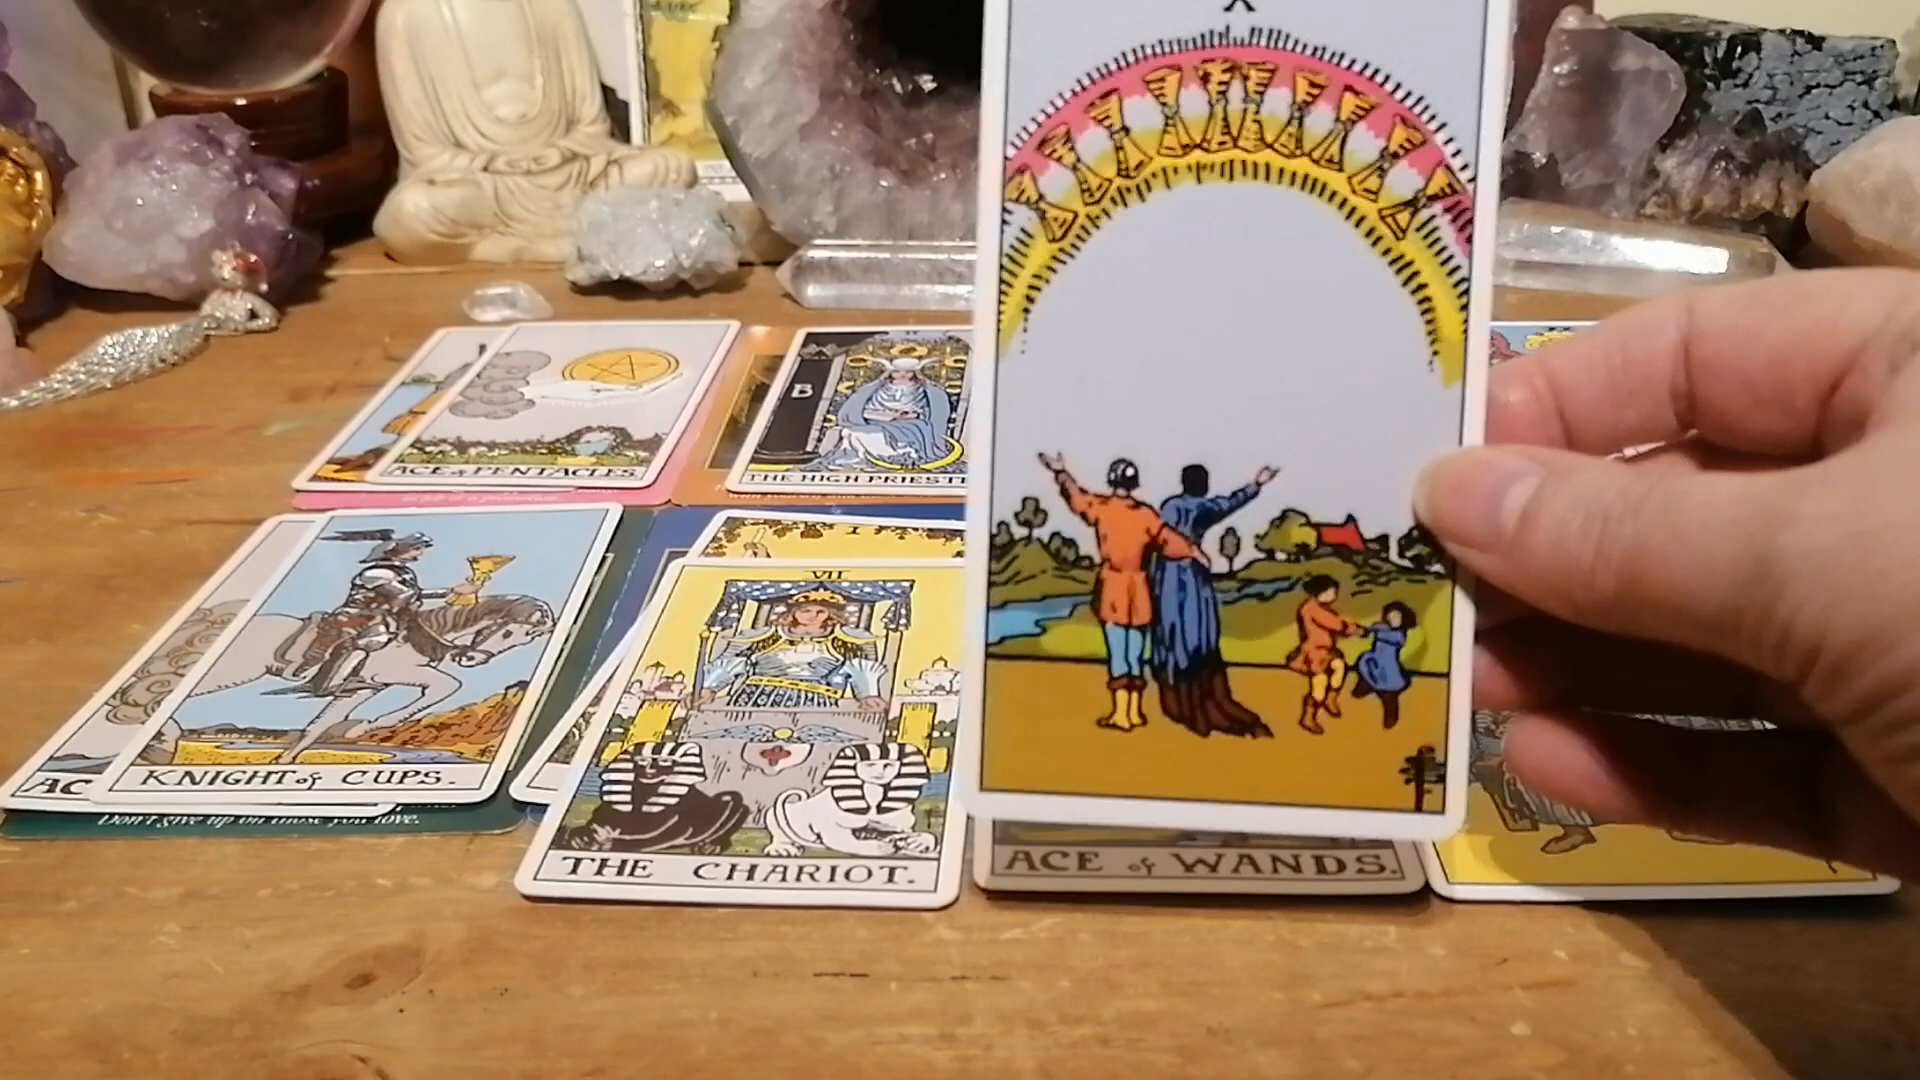 X
B
II
ACE of PENTACLES.
THE HIGH PRIESTE
I
VII
KNIGHT of CUPS.
AC
Don't give up on those you love.
THE CHARIOT.
ACE of WANDS.